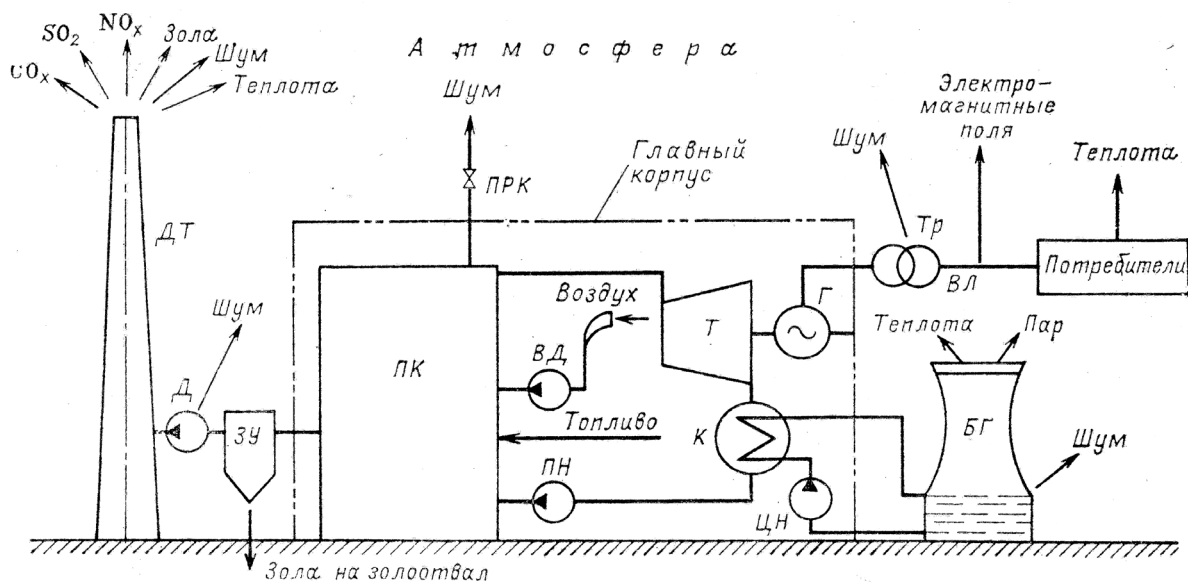 NOx
SO2
Зола
Шум
COx
Теплота
Атмосфера
Шум
Электро-
магнитные
поля
Шум
Теплота
Главный
корпус
ПРК
ДТ
Тр
ВЛ
Потребители
Шум
Воздух
Т
Г
Теплота
Пар
ВД
ПК
Д
ЗУ
Топливо
К
БГ
Шум
ПН
ЦН
Зола на золоотвал